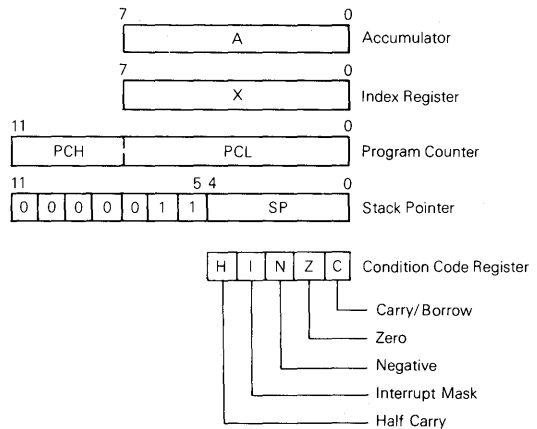 7 0
A Accumulator
7 0
X Index Register
11 0
PCH PCL Program Counter
11 5 4 0
0 0 0 0 0 1 1 SP Stack Pointer
H I N Z C Condition Code Register
Carry/Borrow
Zero
Negative
Interrupt Mask
Half Carry